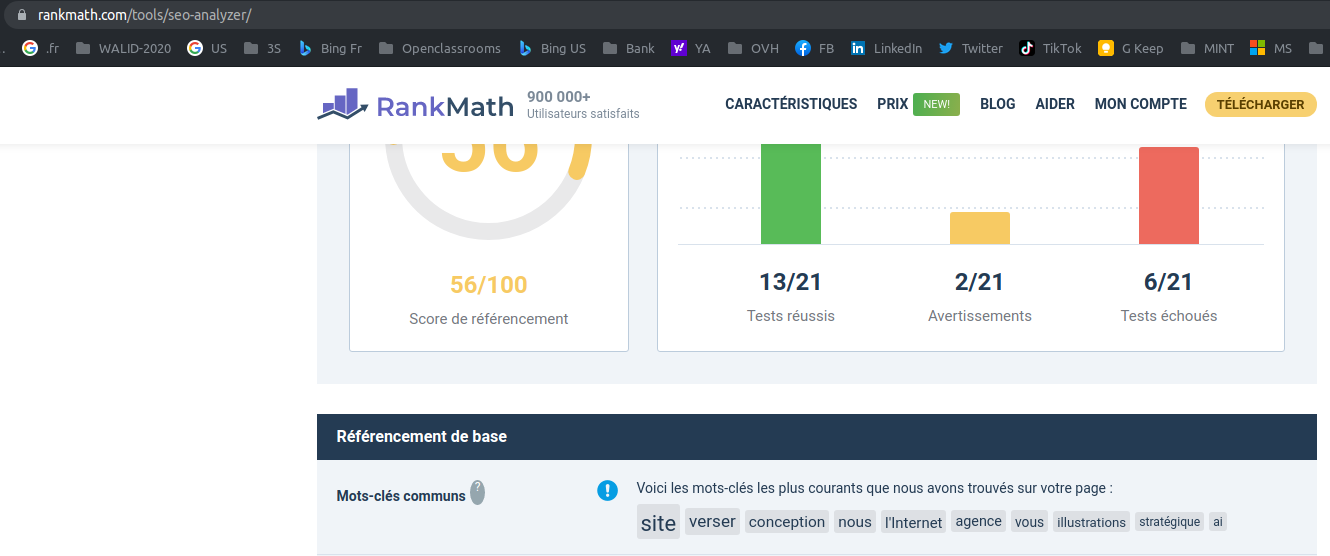 rankmath.com/tools/seo-analyzer/
.fr WALID-2020 US 3S Bing Fr Openclassrooms Bing US Bank YA OVH FB LinkedIn Twitter TikTok G Keep MINT MS
RankMath 900 000+ CARACTÉRISTIQUES PRIX NEW! BLOG AIDER MON COMPTE TÉLÉCHARGER
Utilisateurs satisfaits
56
56/100 13/21 2/21 6/21
Score de référencement Tests réussis Avertissements Tests échoués
Référencement de base
Mots-clés communs ? Voici les mots-clés les plus courants que nous avons trouvés sur votre page :
site verser conception nous l'Internet agence vous illustrations stratégique ai